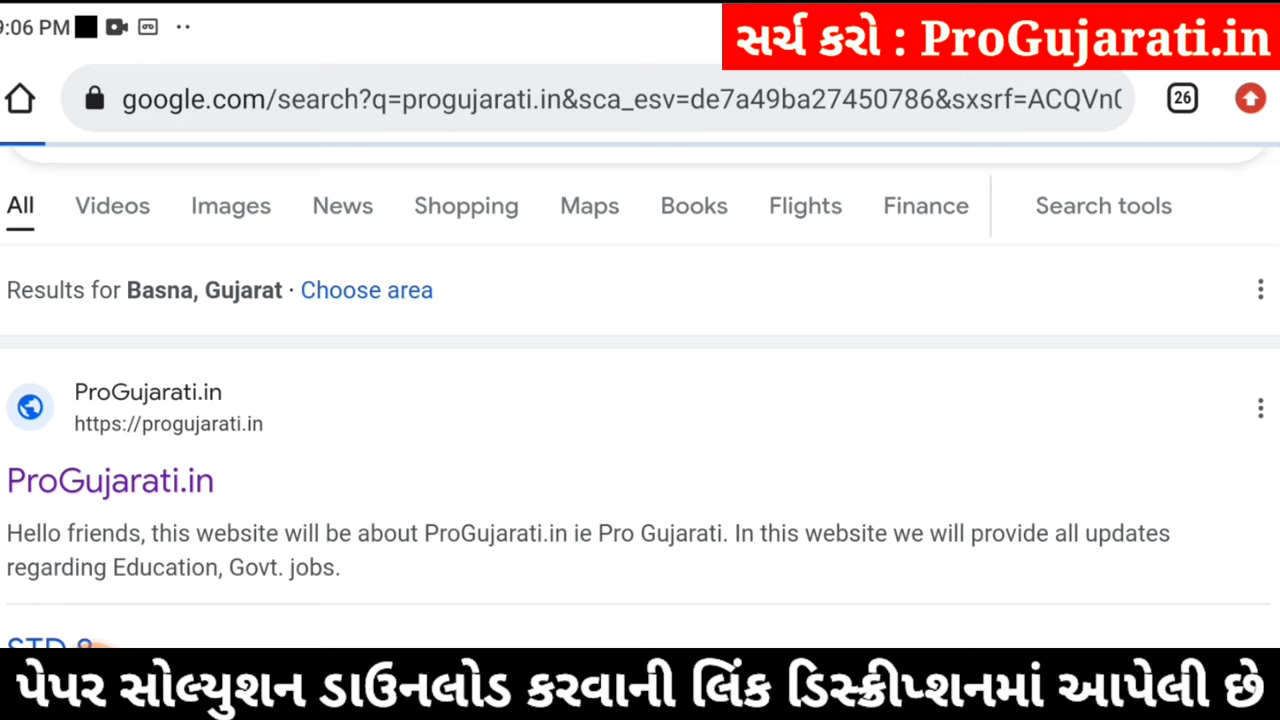 9:06 PM
સર્ચ કરો : ProGujarati.in
google.com/search?q=progujarati.in&sca_esv=de7a49ba27450786&sxsrf=ACQVn0
26
All Videos Images News Shopping Maps Books Flights Finance Search tools
Results for Basna, Gujarat · Choose area
ProGujarati.in
https://progujarati.in
ProGujarati.in
Hello friends, this website will be about ProGujarati.in ie Pro Gujarati. In this website we will provide all updates
regarding Education, Govt. jobs.
STD 8
પેપર સોલ્યુશન ડાઉનલોડ કરવાની લિંક ડિસ્ક્રીપ્શનમાં આપેલી છે